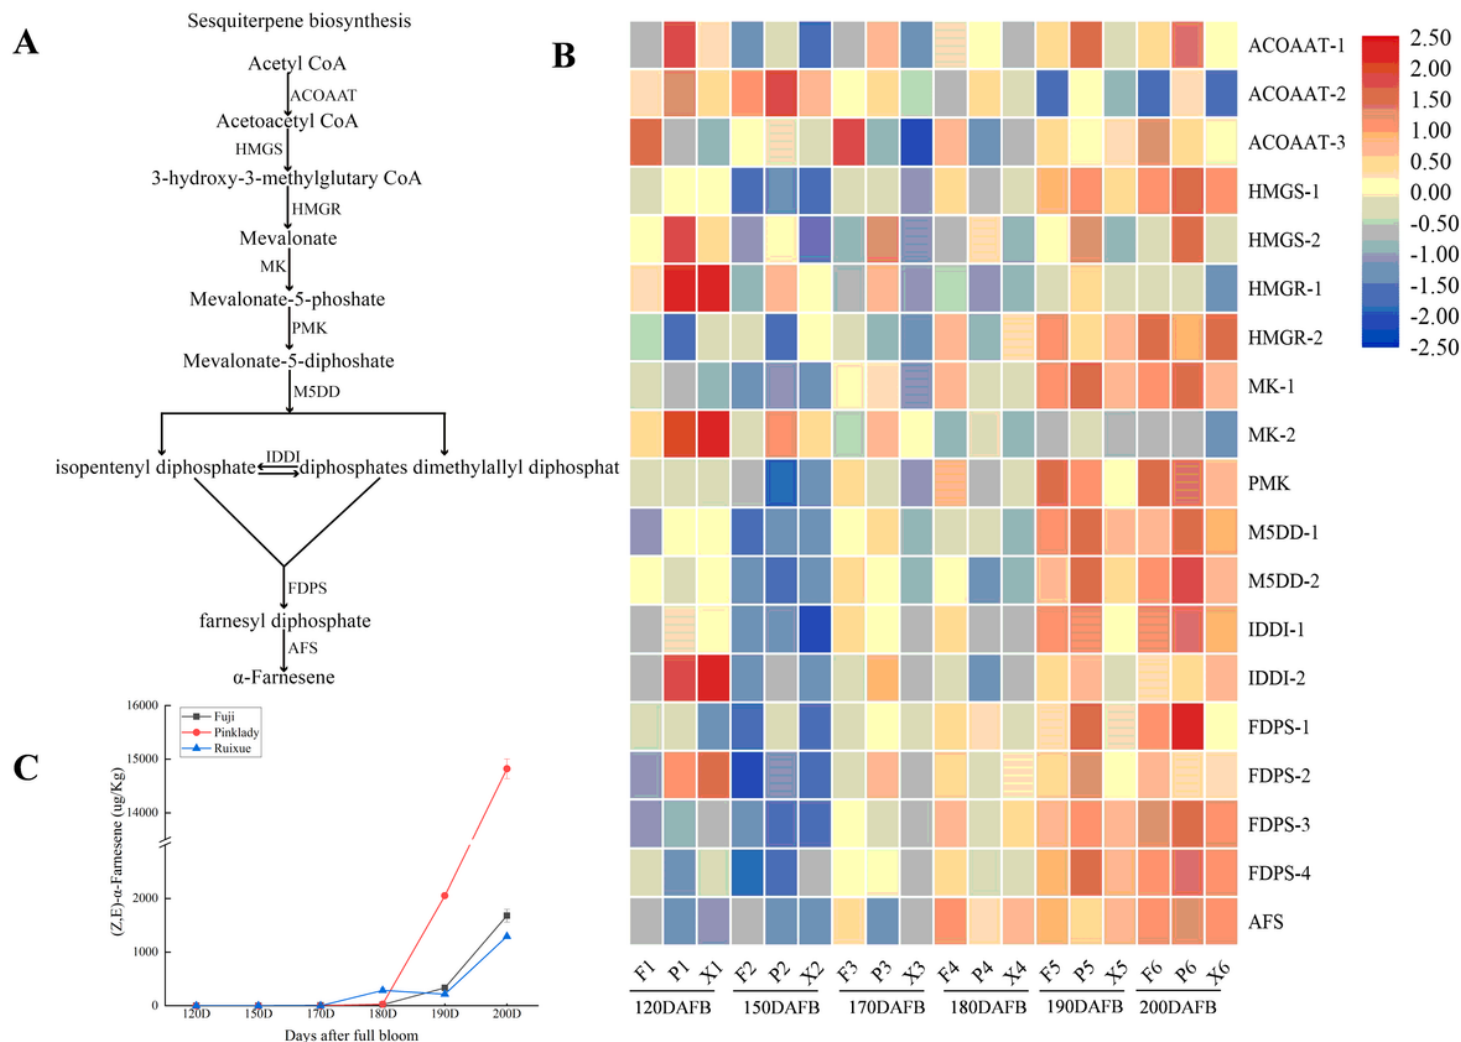 A
Sesquiterpene biosynthesis
Acetyl CoA
ACOAAT
Acetoacetyl CoA
HMGS
3-hydroxy-3-methylglutary CoA
HMGR
Mevalonate
MK
Mevalonate-5-phoshate
PMK
Mevalonate-5-diphoshate
M5DD
isopentenyl diphosphate IDDI diphosphates dimethylallyl diphosphat
FDPS
farnesyl diphosphate
AFS
α-Farnesene
B
ACOAAT-1
ACOAAT-2
ACOAAT-3
HMGS-1
HMGS-2
HMGR-1
HMGR-2
MK-1
MK-2
PMK
M5DD-1
M5DD-2
IDDI-1
IDDI-2
FDPS-1
FDPS-2
FDPS-3
FDPS-4
AFS
F1 P1 X1 F2 P2 X2 F3 P3 X3 F4 P4 X4 F5 P5 X5 F6 P6 X6
120DAFB 150DAFB 170DAFB 180DAFB 190DAFB 200DAFB
2.50
2.00
1.50
1.00
0.50
0.00
-0.50
-1.00
-1.50
-2.00
-2.50
C
(Z,E)-α-Farnesene (ug/Kg)
16000
15000
14000
2000
1000
0
Fuji
Pinklady
Ruixue
120D 150D 170D 180D 190D 200D
Days after full bloom